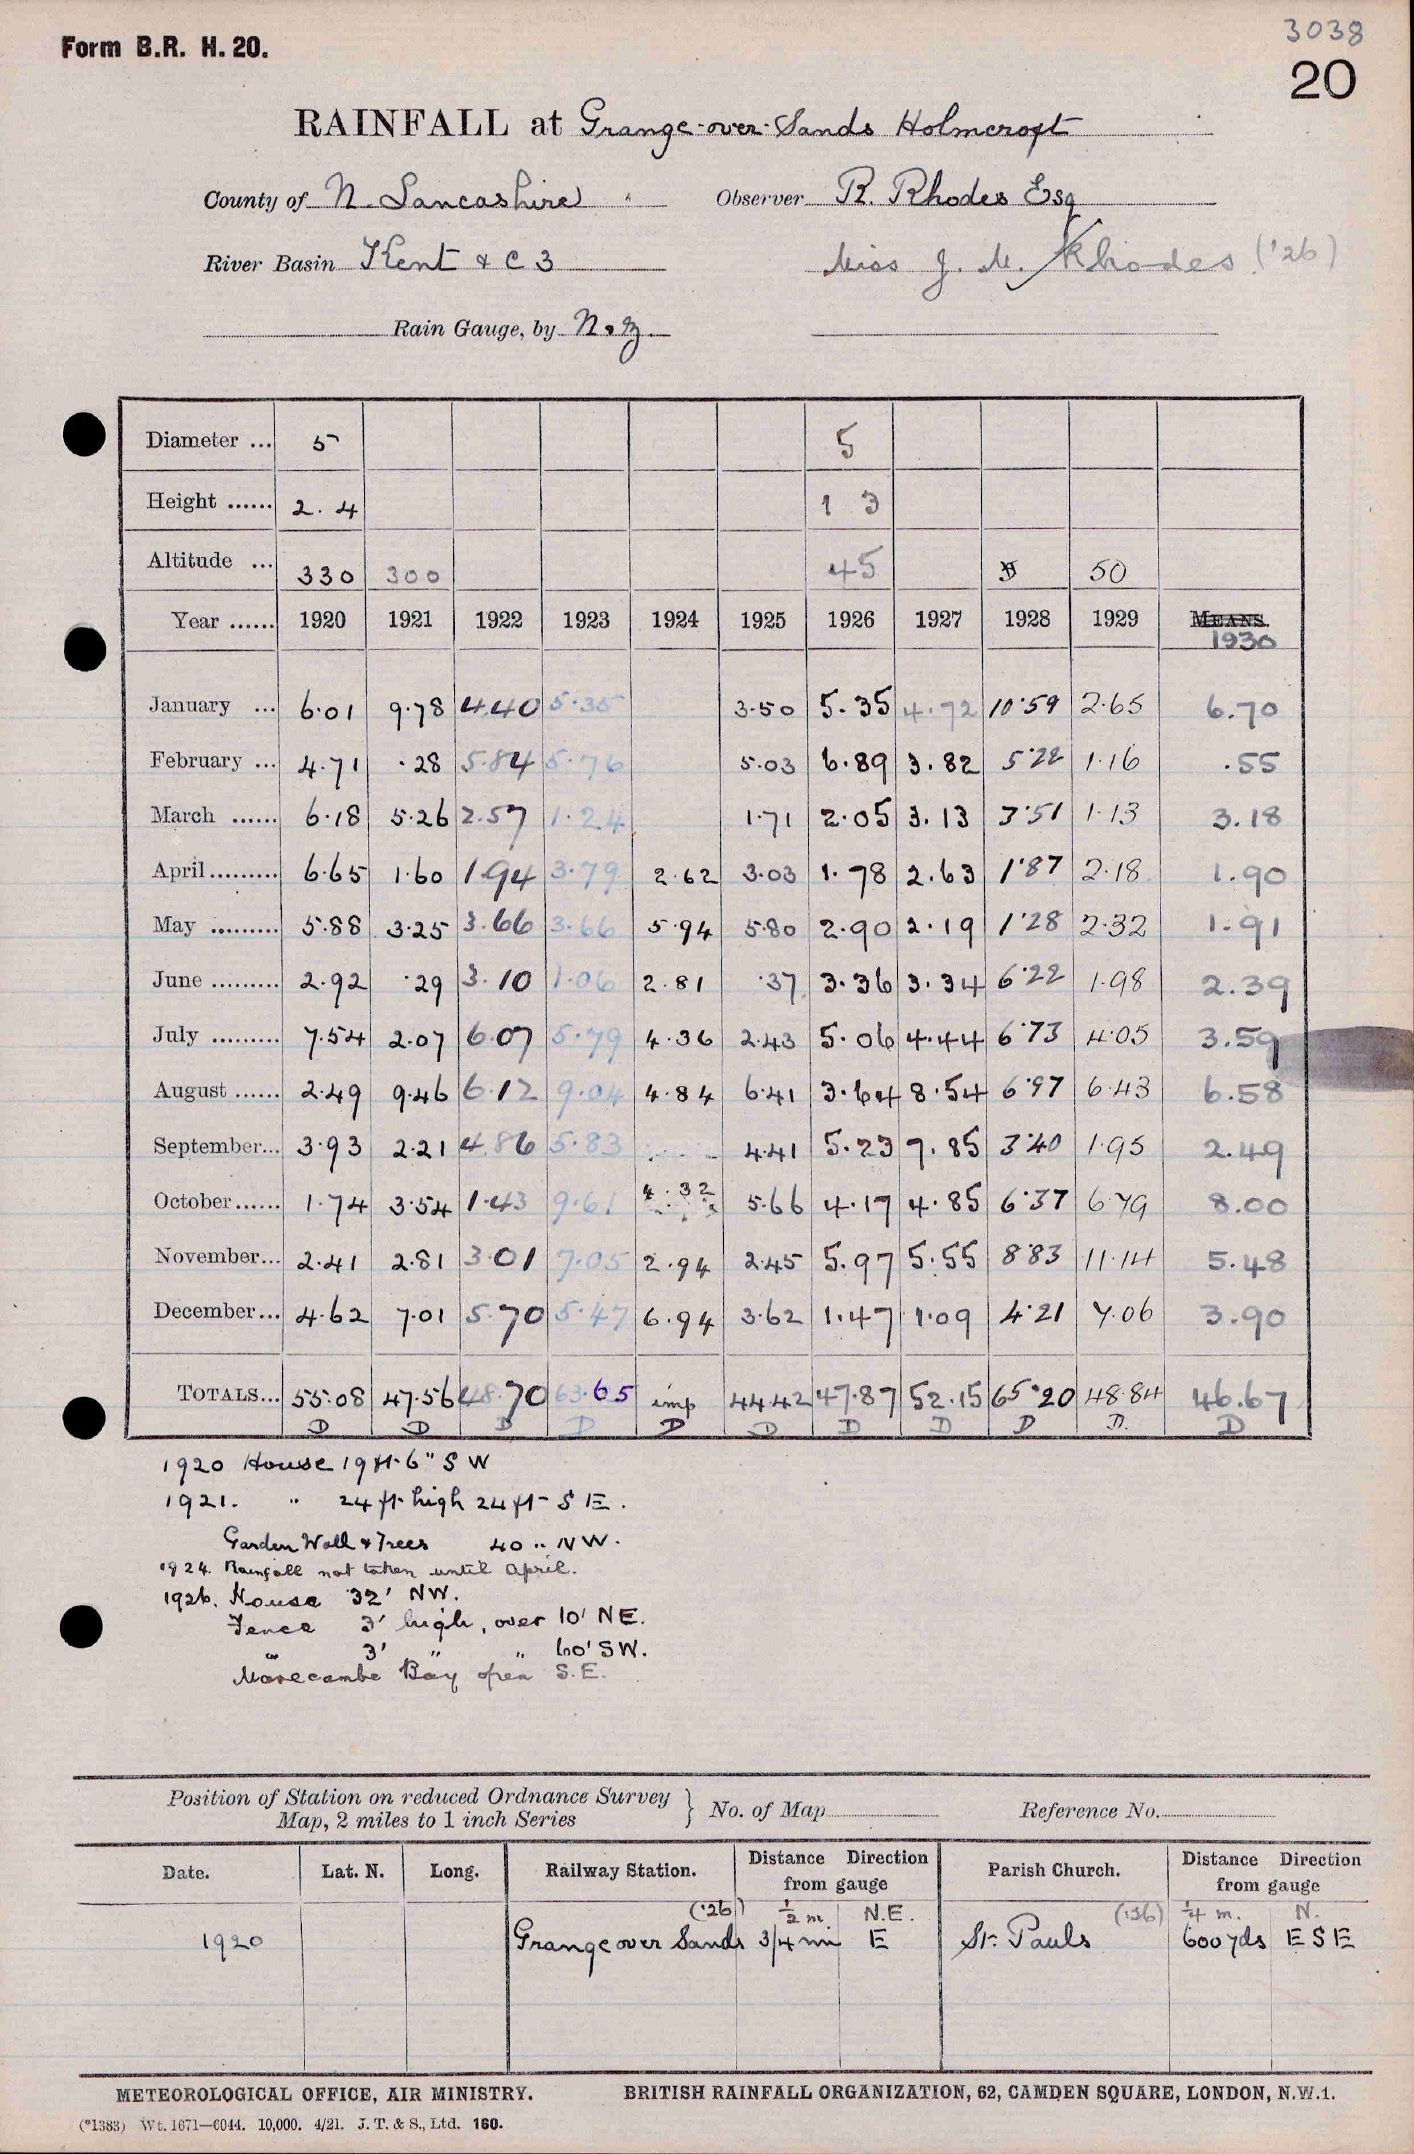 3038
Form B.R. H. 20.
20
RAINFALL at Grange-over-Sands Holmcroft
County of N. Lancashire Observer R. Rhodes Esq
River Basin Kent & C 3 Miss J. M. Rhodes ('26)
Rain Gauge, by N & Z.
Diameter ... 5 5
Height ...... 2. 4 1 3
Altitude ... 330 300 45 50
Year ...... 1920 1921 1922 1923 1924 1925 1926 1927 1928 1929 MEANS.
1930
January ... 6.01 9.78 4.40 5.35 3.50 5.35 4.72 10.59 2.65 6.70
February ... 4.71 .28 5.84 5.76 5.03 6.89 3.82 5.22 1.16 .55
March ...... 6.18 5.26 2.57 1.24 1.71 2.05 3.13 3.51 1.13 3.18
April ......... 6.65 1.60 1.94 3.79 2.62 3.03 1.78 2.63 1.87 2.18 1.90
May ......... 5.88 3.25 3.66 3.66 5.94 5.80 2.90 2.19 1.28 2.32 1.91
June ......... 2.92 .29 3.10 1.06 2.81 .37 3.36 3.34 6.22 1.98 2.39
July ......... 7.54 2.07 6.07 5.79 4.36 2.43 5.06 4.44 6.73 4.05 3.59
August ...... 2.49 9.46 6.12 9.04 4.84 6.41 3.64 8.54 6.97 6.43 6.58
September... 3.93 2.21 4.86 5.83 4.41 5.23 7.85 3.40 1.95 2.49
October ...... 1.74 3.54 1.43 9.61 4.32 5.66 4.17 4.85 6.37 6.79 8.00
November... 2.41 2.81 3.01 7.05 2.94 2.45 5.97 5.55 8.83 11.14 5.48
December... 4.62 7.01 5.70 5.47 6.94 3.62 1.47 1.09 4.21 7.06 3.90
TOTALS... 55.08 47.56 48.70 63.65 imp 44.42 47.87 52.15 65.20 48.84 46.67
D D D D D D D D D D. D
1920 House 19 ft. 6" S W
1921. " 24 ft. high 24 ft - S E.
Garden Wall & Trees 40 " N W.
1924. Rainfall not taken until April.
1926. House 32' NW.
Fence 3' high, over 10' NE.
" 3' " " 60' SW.
Morecambe Bay open S.E.
Position of Station on reduced Ordnance Survey
Map, 2 miles to 1 inch Series } No. of Map Reference No.
Date. Lat. N. Long. Railway Station. Distance Direction from gauge Parish Church. Distance Direction from gauge
('26) ½ m. N.E. ('36) ¼ m. N.
1920 Grange over Sands 3/4 mi E St. Pauls 600 yds E S E
METEOROLOGICAL OFFICE, AIR MINISTRY. BRITISH RAINFALL ORGANIZATION, 62, CAMDEN SQUARE, LONDON, N.W.1.
(*1383) Wt. 1671—6044. 10,000. 4/21. J. T. & S., Ltd. 160.